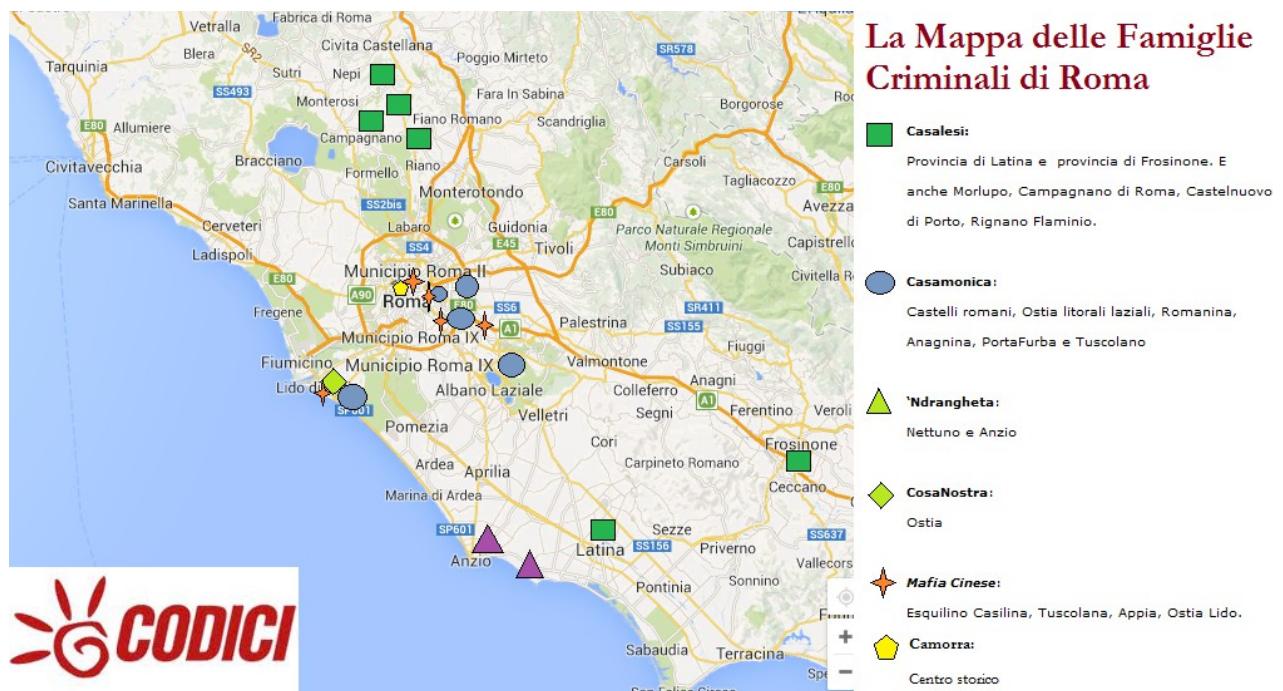 Fabrica di Roma
Vetralla
SR2
Civita Castellana
Poggio Mirteto
SR578
Blera
Tarquinia
Sutri
Nepi
SS493
Monterosi
Fara In Sabina
Borgorose
E80
Allumiere
Fiano Romano
Scandriglia
Campagnano
Civitavecchia
Bracciano
Riano
Carsoli
Formello
Tagliacozzo
Monterotondo
E80
Santa Marinella
SS2bis
E80
Avezza
Cerveteri
Labaro
Guidonia
Parco Naturale Regionale
Monti Simbruini
SS4
E45
Tivoli
Capistrello
Ladispoli
E80
Municipio Roma II
Subiaco
Civitella R
A90
Roma
E80
SS6
SR411
Fregene
A1
Palestrina
SS155
Municipio Roma IX
Fiuggi
Fiumicino
Municipio Roma IX
Valmontone
Lido di
Albano Laziale
Colleferro
Anagni
SP601
A1
Velletri
Segni
Ferentino
Veroli
Pomezia
Cori
Frosinone
Ardea
Aprilia
Carpineto Romano
Ceccano
Marina di Ardea
SP601
Sezze
SS637
Anzio
Latina
SS156
Priverno
Vallecors
Pontinia
Sonnino
Sabaudia
Terracina
San Felice Circeo
CODICI
La Mappa delle Famiglie
Criminali di Roma
Casalesi:
Provincia di Latina e provincia di Frosinone. E
anche Morlupo, Campagnano di Roma, Castelnuovo
di Porto, Rignano Flaminio.
Casamonica:
Castelli romani, Ostia litorali laziali, Romanina,
Anagnina, PortaFurba e Tuscolano
'Ndrangheta:
Nettuno e Anzio
CosaNostra:
Ostia
Mafia Cinese:
Esquilino Casilina, Tuscolana, Appia, Ostia Lido.
Camorra:
Centro storico